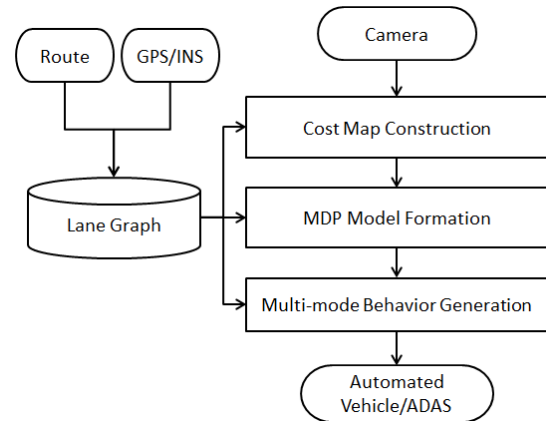 Camera
Route
GPS/INS
Cost Map Construction
Lane Graph
MDP Model Formation
Multi-mode Behavior Generation
Automated
Vehicle/ADAS